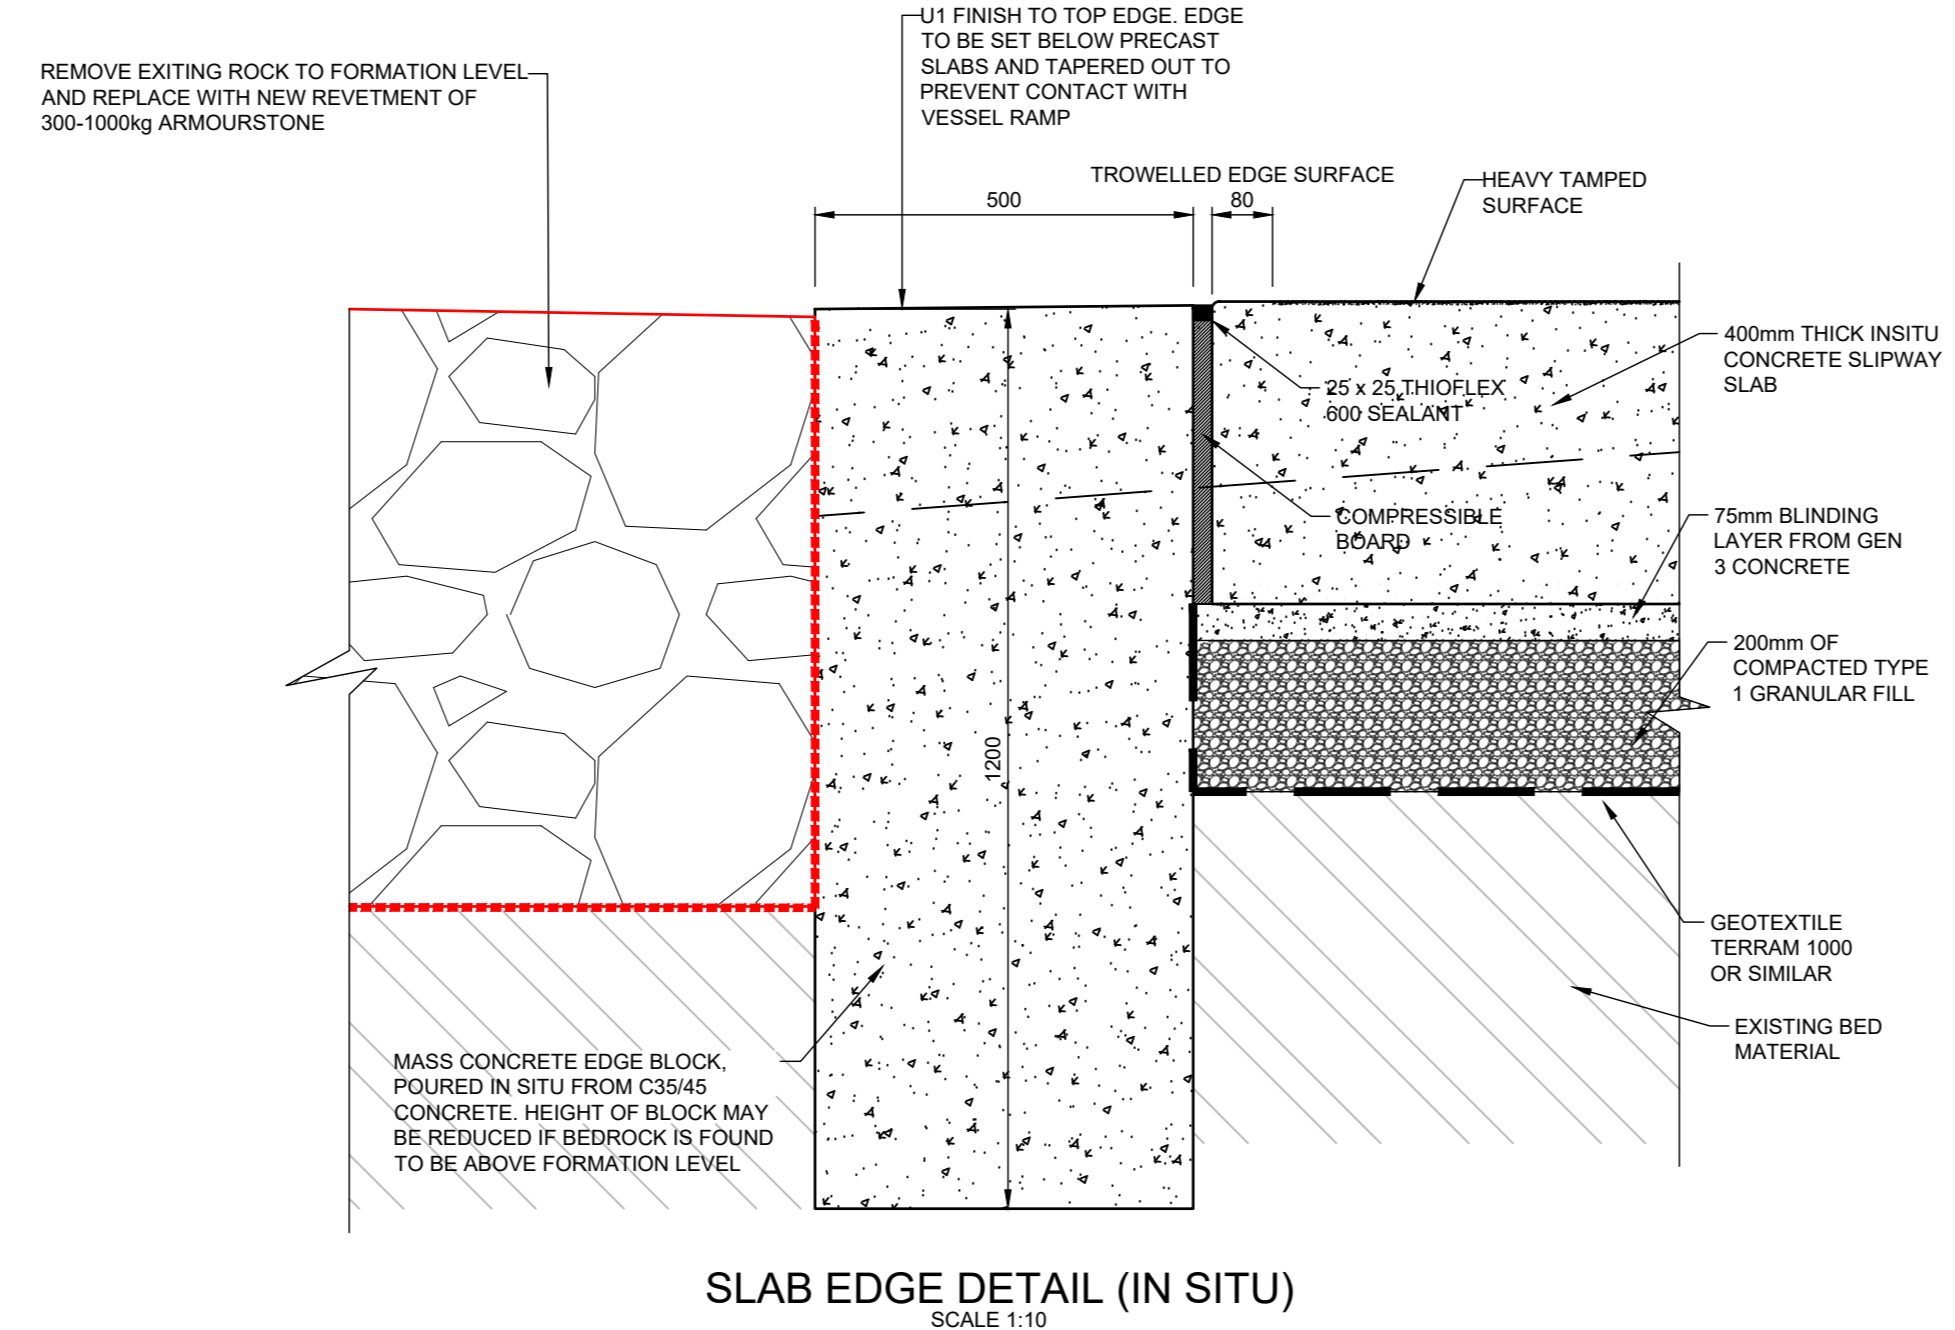 U1 FINISH TO TOP EDGE. EDGE
TO BE SET BELOW PRECAST
SLABS AND TAPERED OUT TO
PREVENT CONTACT WITH
VESSEL RAMP
REMOVE EXITING ROCK TO FORMATION LEVEL
AND REPLACE WITH NEW REVETMENT OF
300-1000kg ARMOURSTONE
TROWELLED EDGE SURFACE
500
80
HEAVY TAMPED
SURFACE
400mm THICK INSITU
CONCRETE SLIPWAY
SLAB
25 x 25 THIOFLEX
600 SEALANT
COMPRESSIBLE
BOARD
75mm BLINDING
LAYER FROM GEN
3 CONCRETE
200mm OF
COMPACTED TYPE
1 GRANULAR FILL
1200
GEOTEXTILE
TERRAM 1000
OR SIMILAR
EXISTING BED
MATERIAL
MASS CONCRETE EDGE BLOCK,
POURED IN SITU FROM C35/45
CONCRETE. HEIGHT OF BLOCK MAY
BE REDUCED IF BEDROCK IS FOUND
TO BE ABOVE FORMATION LEVEL
SLAB EDGE DETAIL (IN SITU)
SCALE 1:10